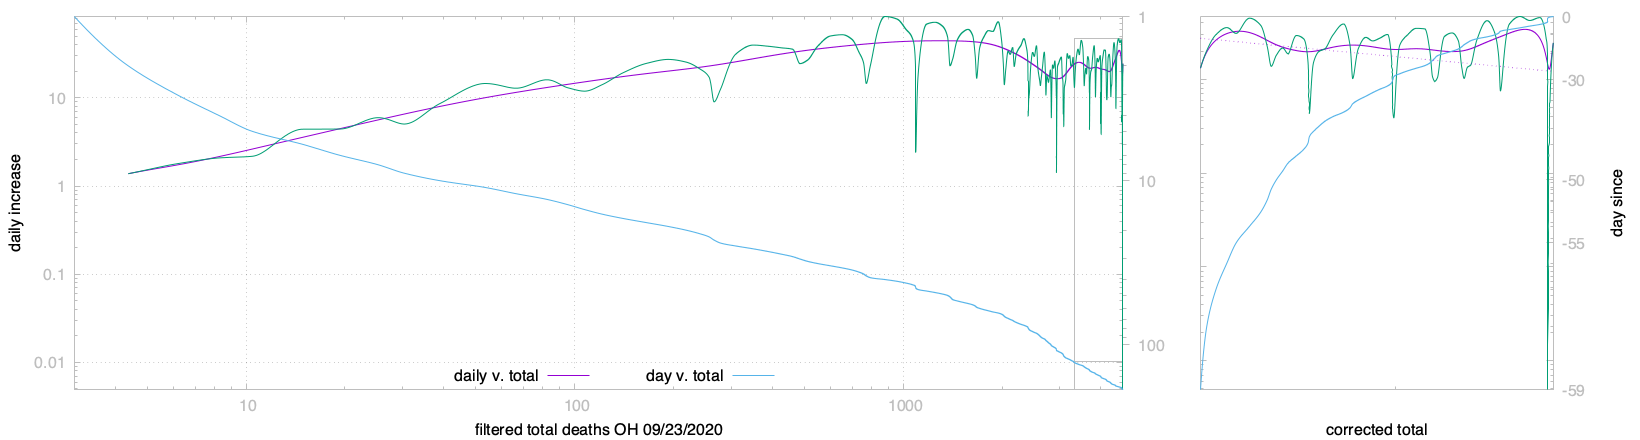 daily increase
10
1
0.1
0.01
1
10
100
daily v. total
day v. total
10
100
1000
filtered total deaths OH 09/23/2020
0
-30
-50
-55
-59
day since
corrected total